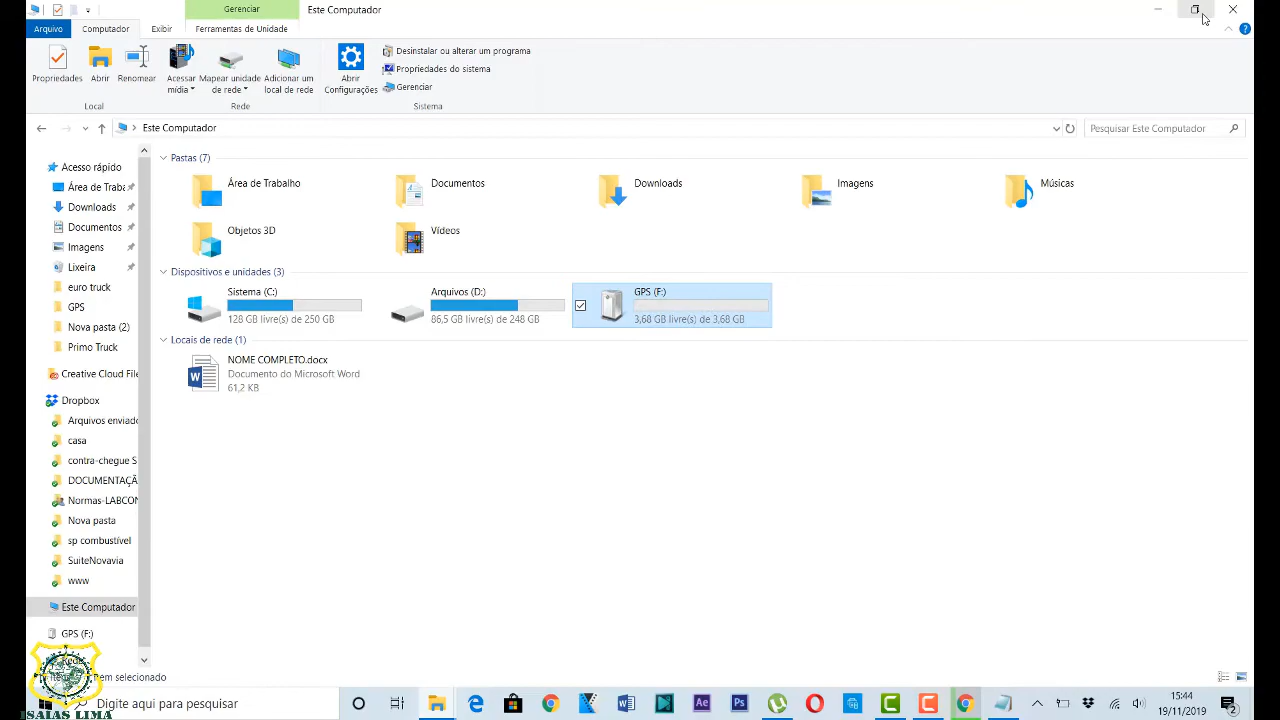 Gerenciar
Este Computador
Arquivo
Computador
Exibir
Ferramentas de Unidade
Propriedades
Abrir
Renomear
Acessar mídia
Mapear unidade de rede
Adicionar um local de rede
Abrir Configurações
Desinstalar ou alterar um programa
Propriedades do sistema
Gerenciar
Local
Rede
Sistema
Este Computador
Pesquisar Este Computador
Acesso rápido
Área de Traba
Downloads
Documentos
Imagens
Lixeira
euro truck
GPS
Nova pasta (2)
Primo Truck
Creative Cloud File
Dropbox
Arquivos enviado
casa
contra-chegue S
DOCUMENTAÇÃ
Normas-LABCON
Nova pasta
sp combustível
SuiteNovavia
www
Este Computador
GPS (F:)
Rede
Pastas (7)
Área de Trabalho
Documentos
Downloads
Imagens
Músicas
Objetos 3D
Vídeos
Dispositivos e unidades (3)
Sistema (C:)
128 GB livre(s) de 250 GB
Arquivos (D:)
86,5 GB livre(s) de 248 GB
GPS (F:)
3,68 GB livre(s) de 3,68 GB
Locais de rede (1)
NOME COMPLETO.docx
Documento do Microsoft Word
61,2 KB
em selecionado
ISAIAS LIMA
Digite aqui para pesquisar
15:44
19/11/2019
2